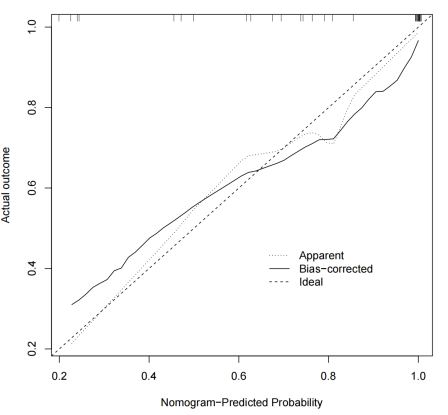 1.0
0.8
0.6
0.4
0.2
Actual outcome
Apparent
Bias−corrected
Ideal
0.2 0.4 0.6 0.8 1.0
Nomogram−Predicted Probability